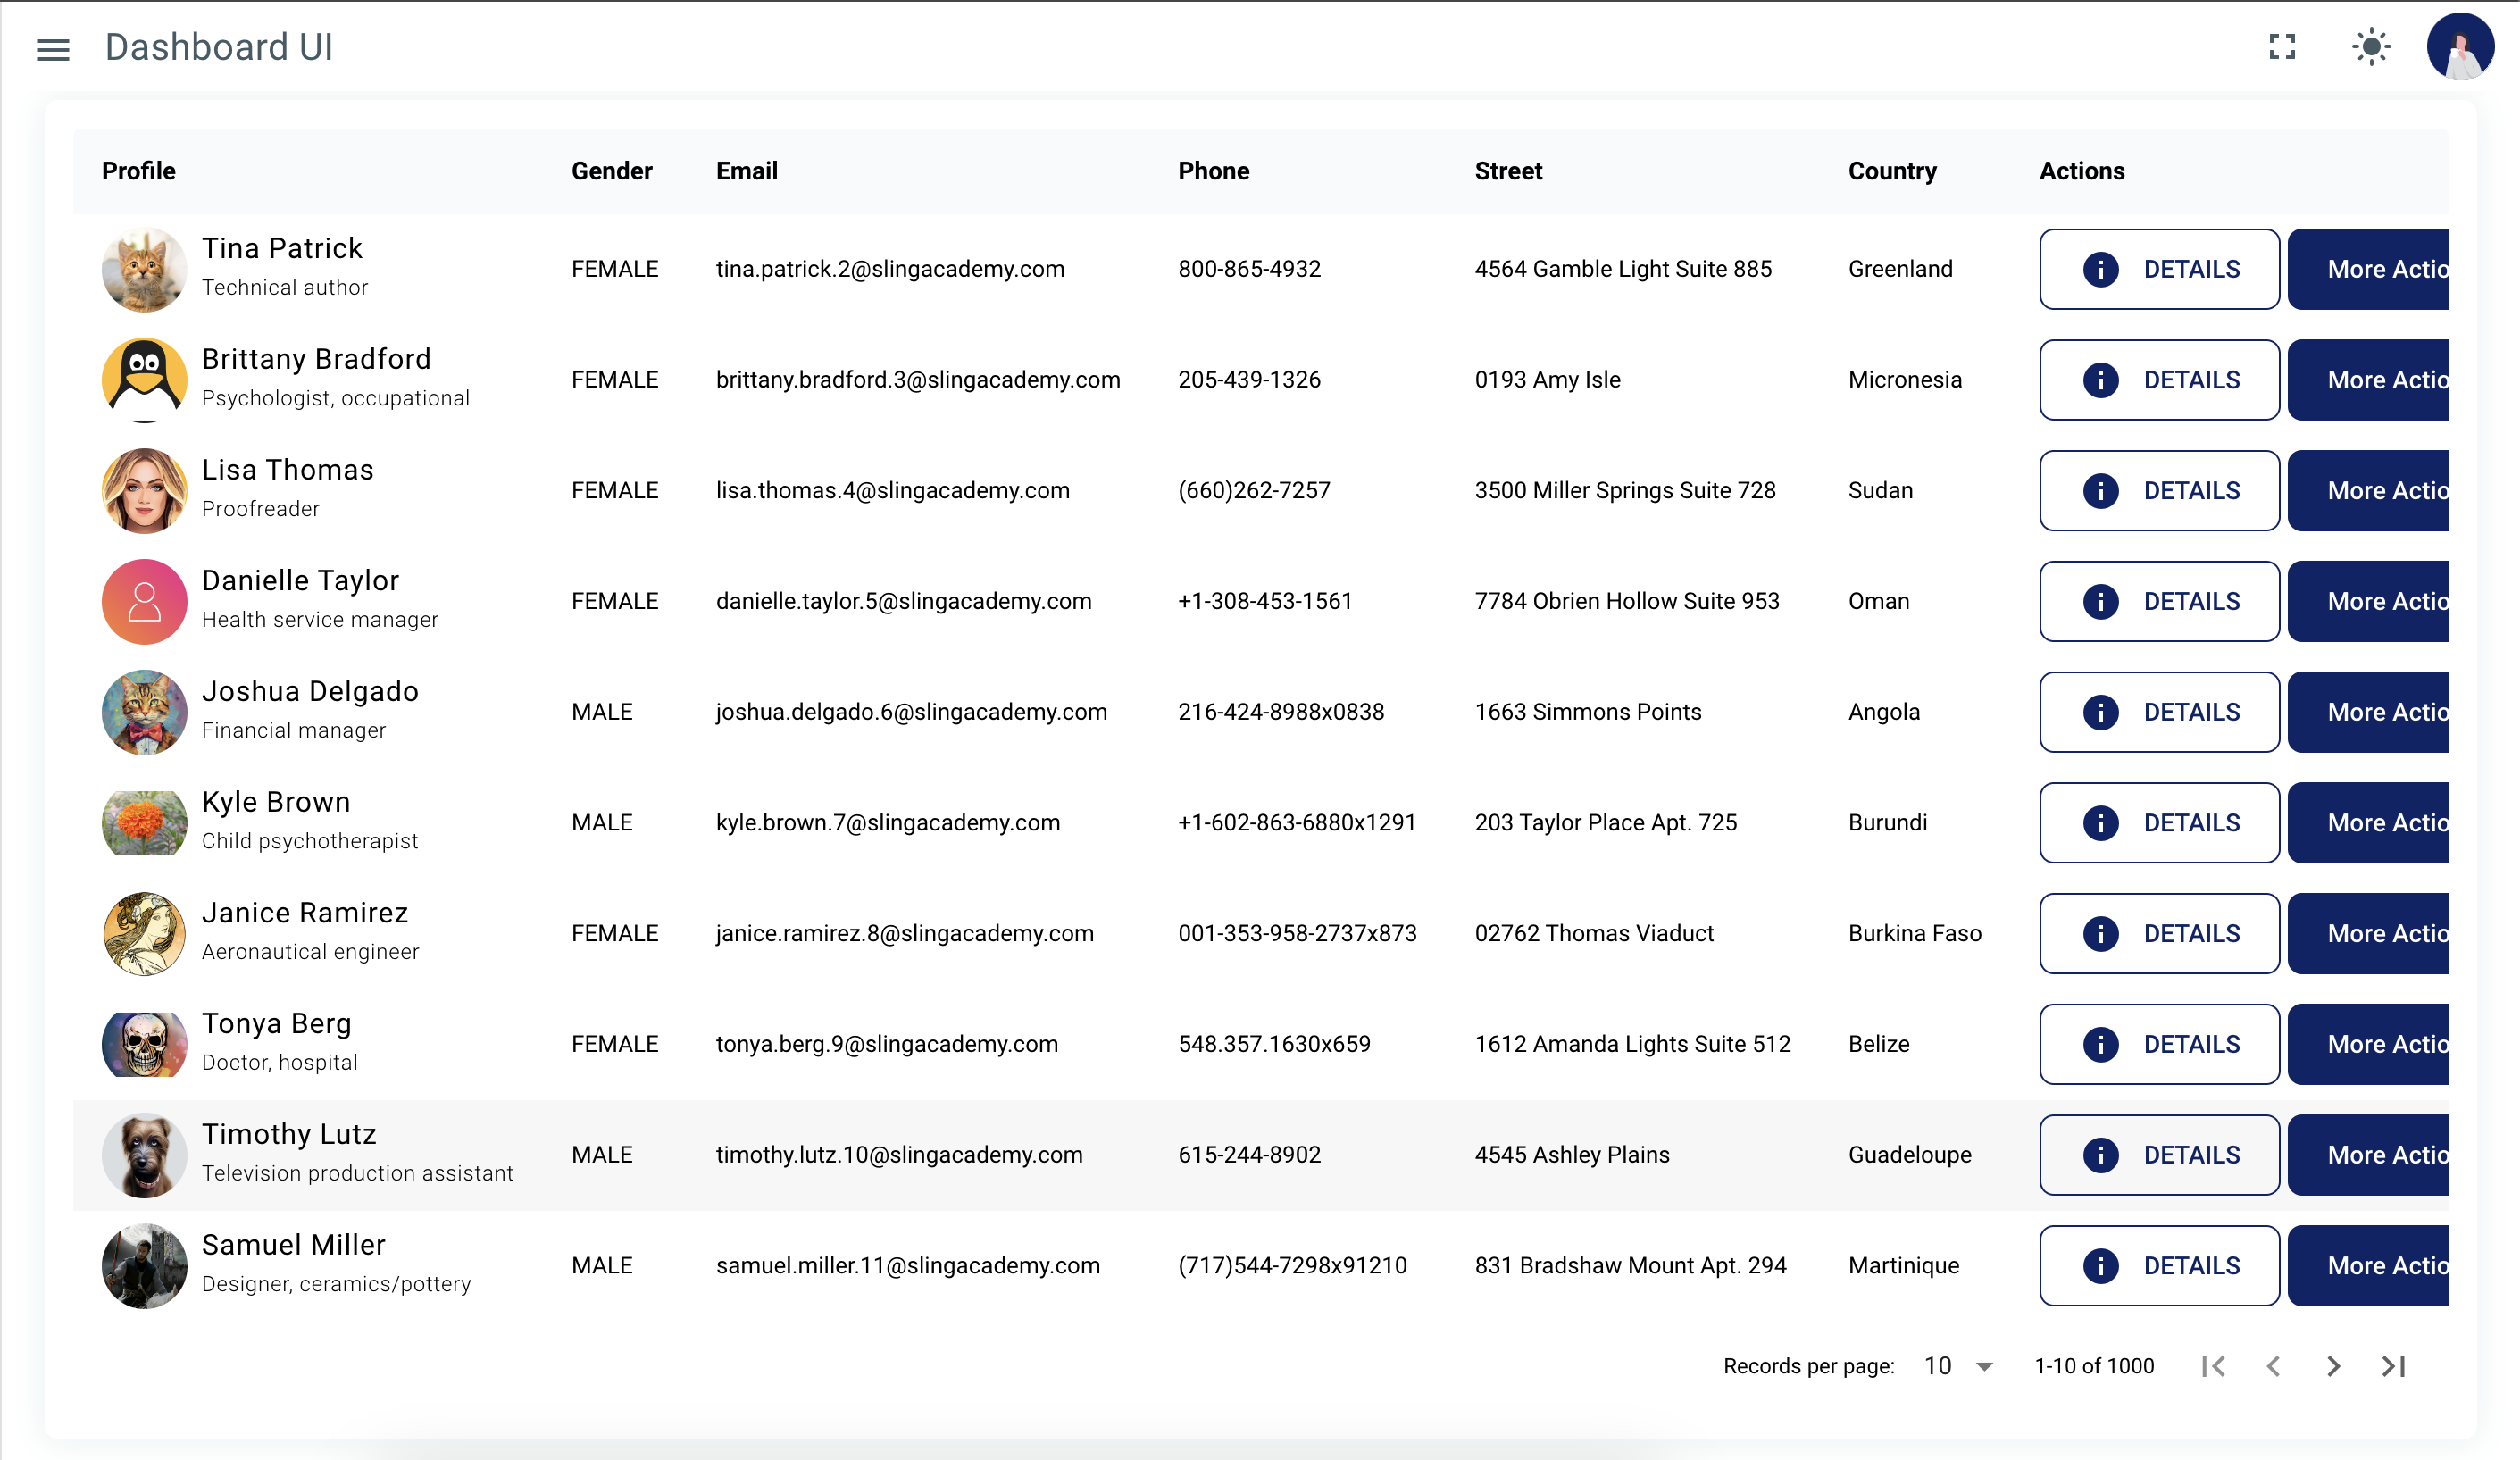 Dashboard UI
Profile Gender Email Phone Street Country Actions
Tina Patrick
Technical author
FEMALE tina.patrick.2@slingacademy.com 800-865-4932 4564 Gamble Light Suite 885 Greenland DETAILS More Actio
Brittany Bradford
Psychologist, occupational
FEMALE brittany.bradford.3@slingacademy.com 205-439-1326 0193 Amy Isle Micronesia DETAILS More Actio
Lisa Thomas
Proofreader
FEMALE lisa.thomas.4@slingacademy.com (660)262-7257 3500 Miller Springs Suite 728 Sudan DETAILS More Actio
Danielle Taylor
Health service manager
FEMALE danielle.taylor.5@slingacademy.com +1-308-453-1561 7784 Obrien Hollow Suite 953 Oman DETAILS More Actio
Joshua Delgado
Financial manager
MALE joshua.delgado.6@slingacademy.com 216-424-8988x0838 1663 Simmons Points Angola DETAILS More Actio
Kyle Brown
Child psychotherapist
MALE kyle.brown.7@slingacademy.com +1-602-863-6880x1291 203 Taylor Place Apt. 725 Burundi DETAILS More Actio
Janice Ramirez
Aeronautical engineer
FEMALE janice.ramirez.8@slingacademy.com 001-353-958-2737x873 02762 Thomas Viaduct Burkina Faso DETAILS More Actio
Tonya Berg
Doctor, hospital
FEMALE tonya.berg.9@slingacademy.com 548.357.1630x659 1612 Amanda Lights Suite 512 Belize DETAILS More Actio
Timothy Lutz
Television production assistant
MALE timothy.lutz.10@slingacademy.com 615-244-8902 4545 Ashley Plains Guadeloupe DETAILS More Actio
Samuel Miller
Designer, ceramics/pottery
MALE samuel.miller.11@slingacademy.com (717)544-7298x91210 831 Bradshaw Mount Apt. 294 Martinique DETAILS More Actio
Records per page: 10 1-10 of 1000